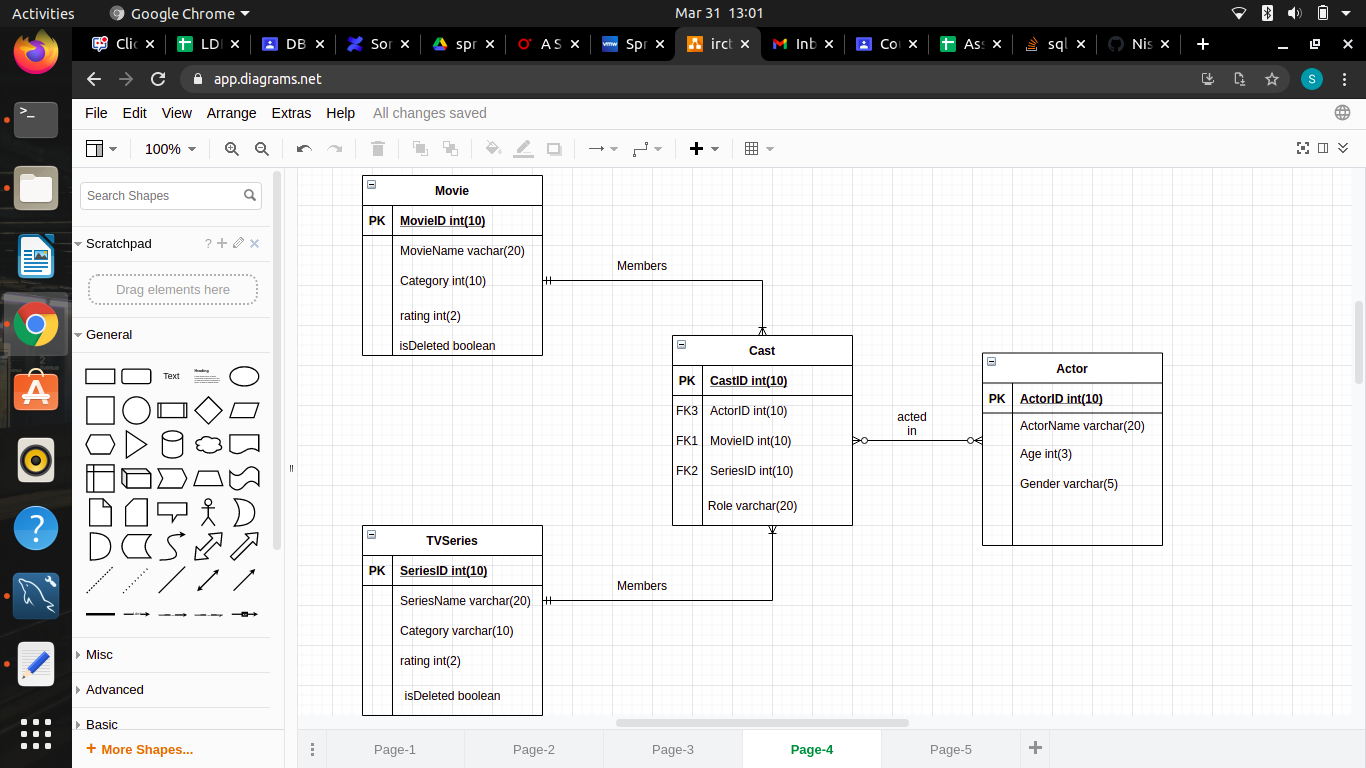 Activities Google Chrome Mar 31 13:01
Clic LDI DB Sor spr A S Spr irct Inb Cou Ass sql Nis
app.diagrams.net S
File Edit View Arrange Extras Help All changes saved
100%
Search Shapes
Scratchpad ?
Drag elements here
General
Text
Heading
Misc
Advanced
Basic
+ More Shapes...
Movie
PK MovieID int(10)
MovieName vachar(20)
Category int(10)
rating int(2)
isDeleted boolean
Members
Cast
PK CastID int(10)
FK3 ActorID int(10)
FK1 MovieID int(10)
FK2 SeriesID int(10)
Role varchar(20)
acted
in
Actor
PK ActorID int(10)
ActorName varchar(20)
Age int(3)
Gender varchar(5)
TVSeries
PK SeriesID int(10)
SeriesName varchar(20)
Category varchar(10)
rating int(2)
isDeleted boolean
Members
Page-1 Page-2 Page-3 Page-4 Page-5